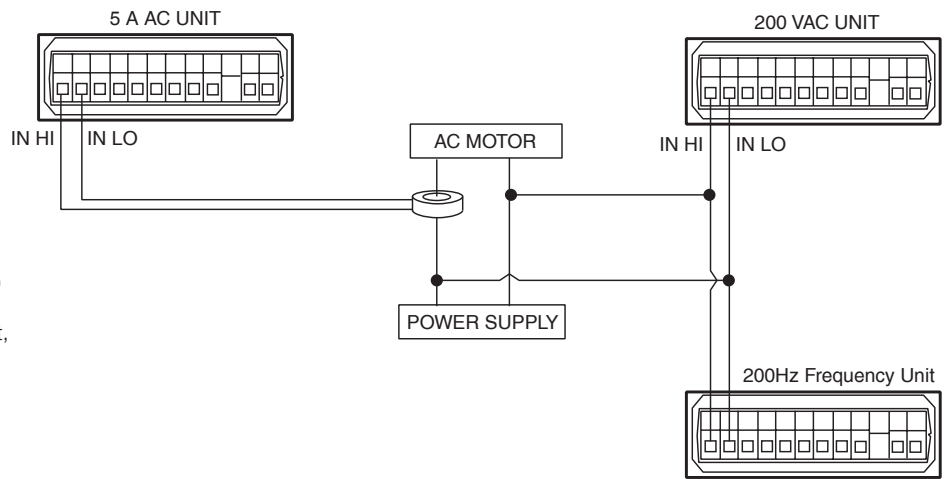 5 A AC UNIT
200 VAC UNIT
IN HI
IN LO
AC MOTOR
IN HI
IN LO
POWER SUPPLY
200Hz Frequency Unit